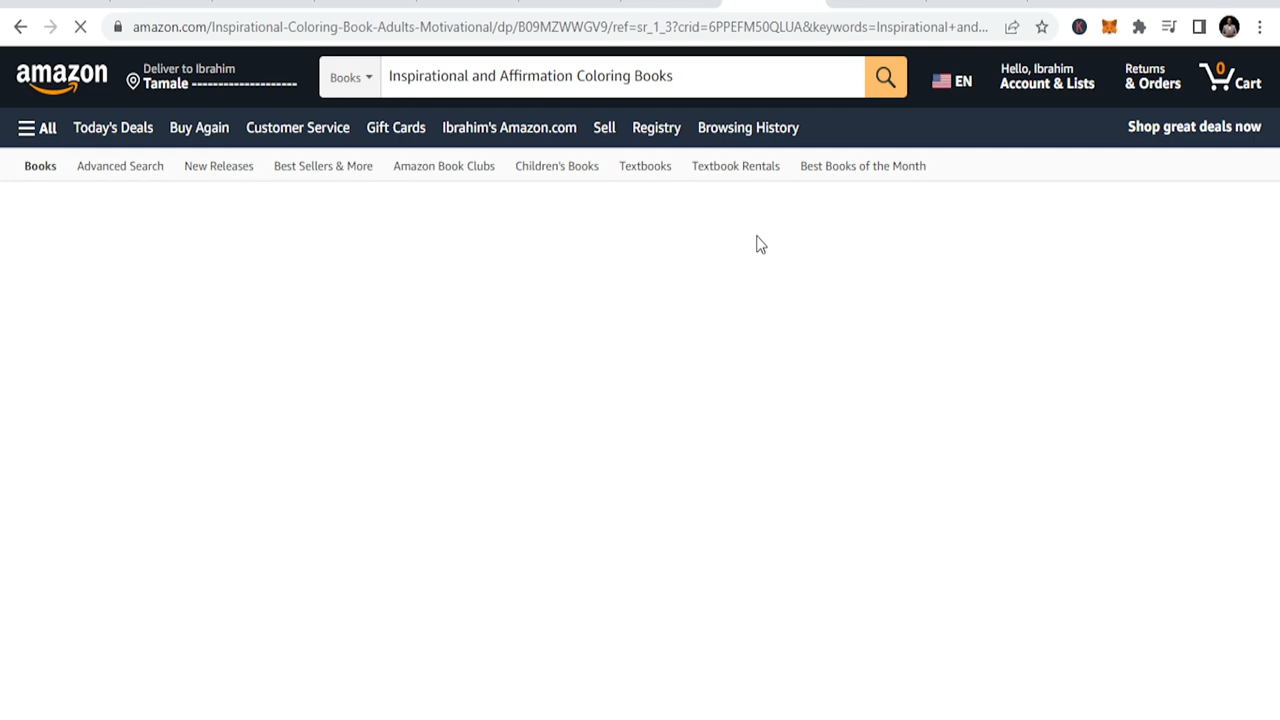 amazon.com/Inspirational-Coloring-Book-Adults-Motivational/dp/B09MZWWGV9/ref=sr_1_3?crid=6PPEFM50QLUA&keywords=Inspirational+and...
amazon
Deliver to Ibrahim
Tamale --------------------
Books
Inspirational and Affirmation Coloring Books
EN
Hello, Ibrahim
Account & Lists
Returns
& Orders
0
Cart
All
Today's Deals
Buy Again
Customer Service
Gift Cards
Ibrahim's Amazon.com
Sell
Registry
Browsing History
Shop great deals now
Books
Advanced Search
New Releases
Best Sellers & More
Amazon Book Clubs
Children's Books
Textbooks
Textbook Rentals
Best Books of the Month